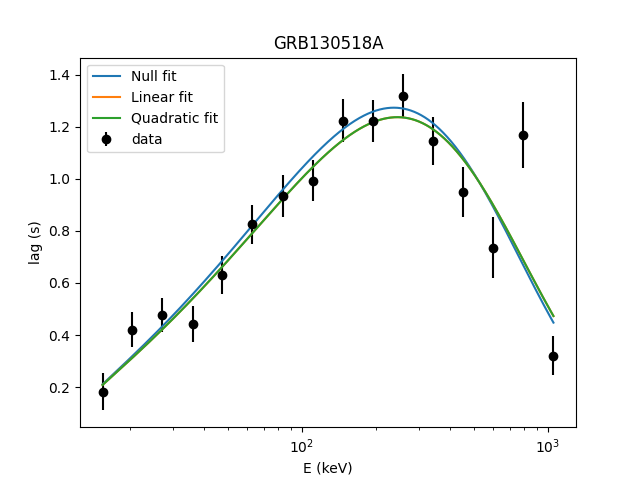 GRB130518A
Null fit
Linear fit
Quadratic fit
data
lag (s)
1.4
1.2
1.0
0.8
0.6
0.4
0.2
10²
10³
E (keV)